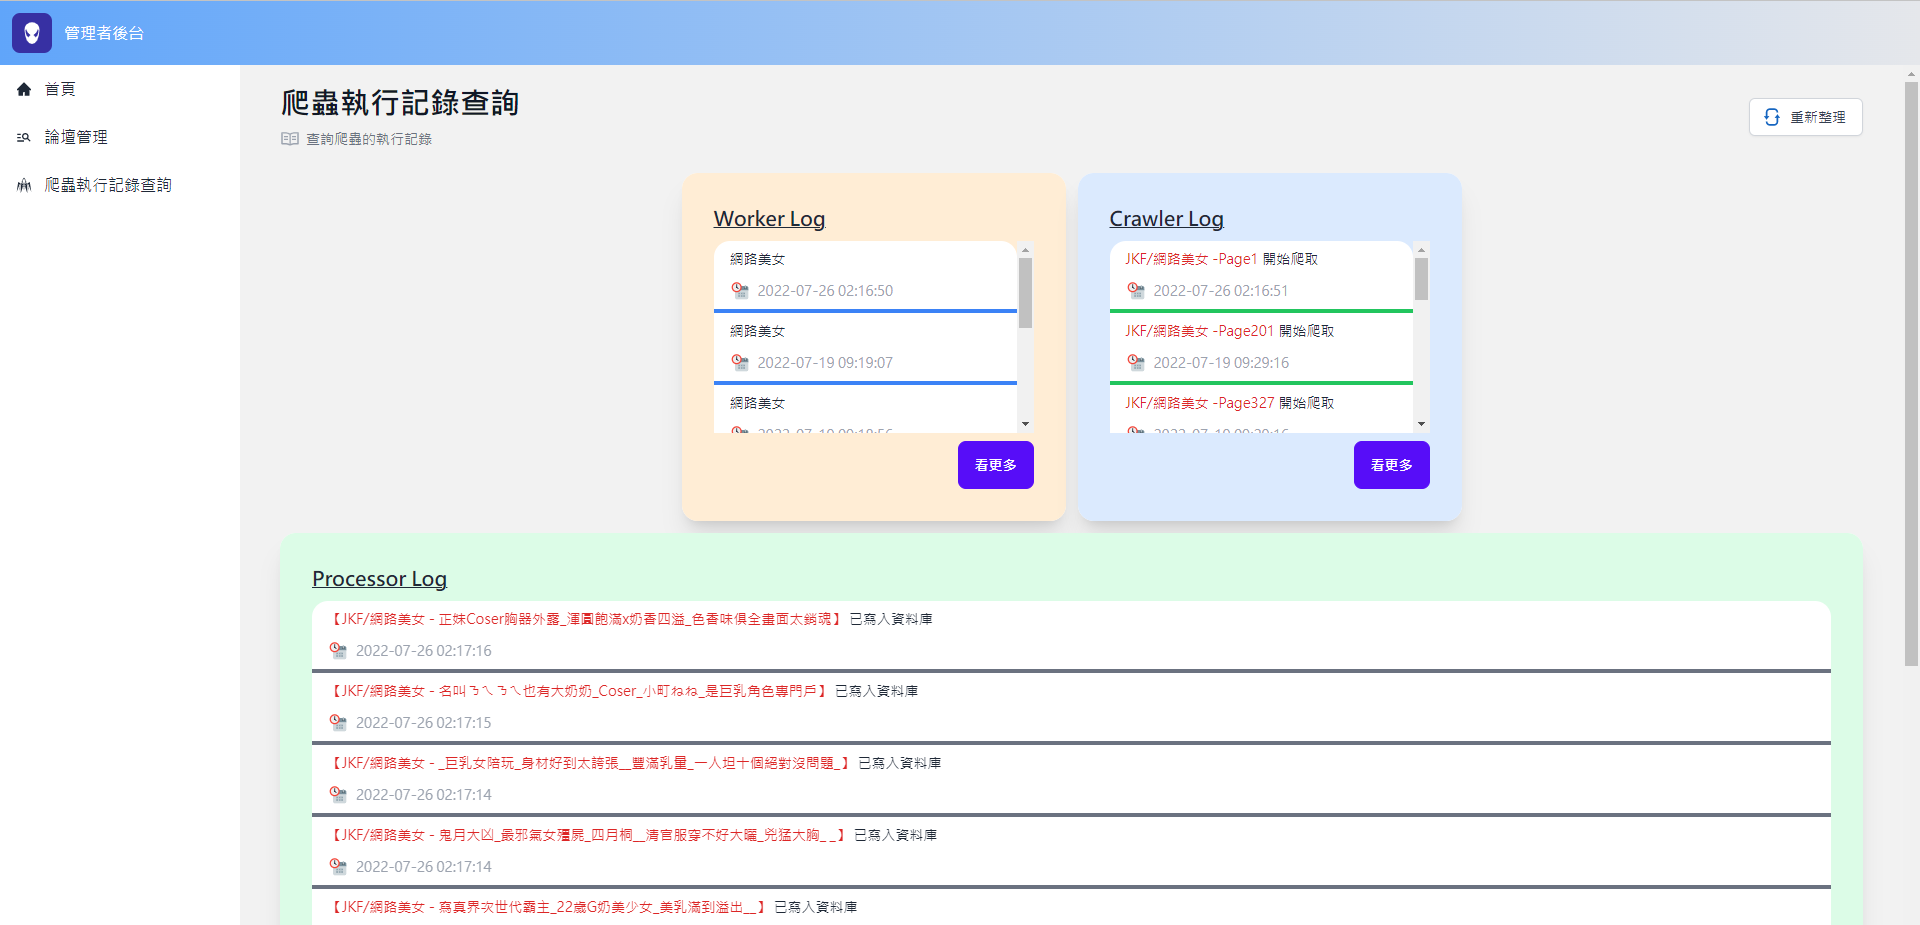 管理者後台
首頁
論壇管理
爬蟲執行記錄查詢
爬蟲執行記錄查詢
查詢爬蟲的執行記錄
重新整理
Worker Log
網路美女
2022-07-26 02:16:50
網路美女
2022-07-19 09:19:07
網路美女
2022-07-19 09:18:56
看更多
Crawler Log
JKF/網路美女 -Page1 開始爬取
2022-07-26 02:16:51
JKF/網路美女 -Page201 開始爬取
2022-07-19 09:29:16
JKF/網路美女 -Page327 開始爬取
2022-07-19 09:29:16
看更多
Processor Log
【JKF/網路美女 - 正妹Coser胸器外露_渾圓飽滿x奶香四溢_色香味俱全畫面太銷魂】已寫入資料庫
2022-07-26 02:17:16
【JKF/網路美女 - 名叫ㄋㄟㄋㄟ也有大奶奶_Coser_小町ねね_是巨乳角色專門戶】已寫入資料庫
2022-07-26 02:17:15
【JKF/網路美女 - _巨乳女陪玩_身材好到太誇張__豐滿乳量_一人坦十個絕對沒問題_】已寫入資料庫
2022-07-26 02:17:14
【JKF/網路美女 - 鬼月大凶_最邪氣女殭屍_四月桐__清官服穿不好大曬_兇猛大胸_ _】已寫入資料庫
2022-07-26 02:17:14
【JKF/網路美女 - 寫真界次世代霸主_22歲G奶美少女_美乳滿到溢出__】已寫入資料庫